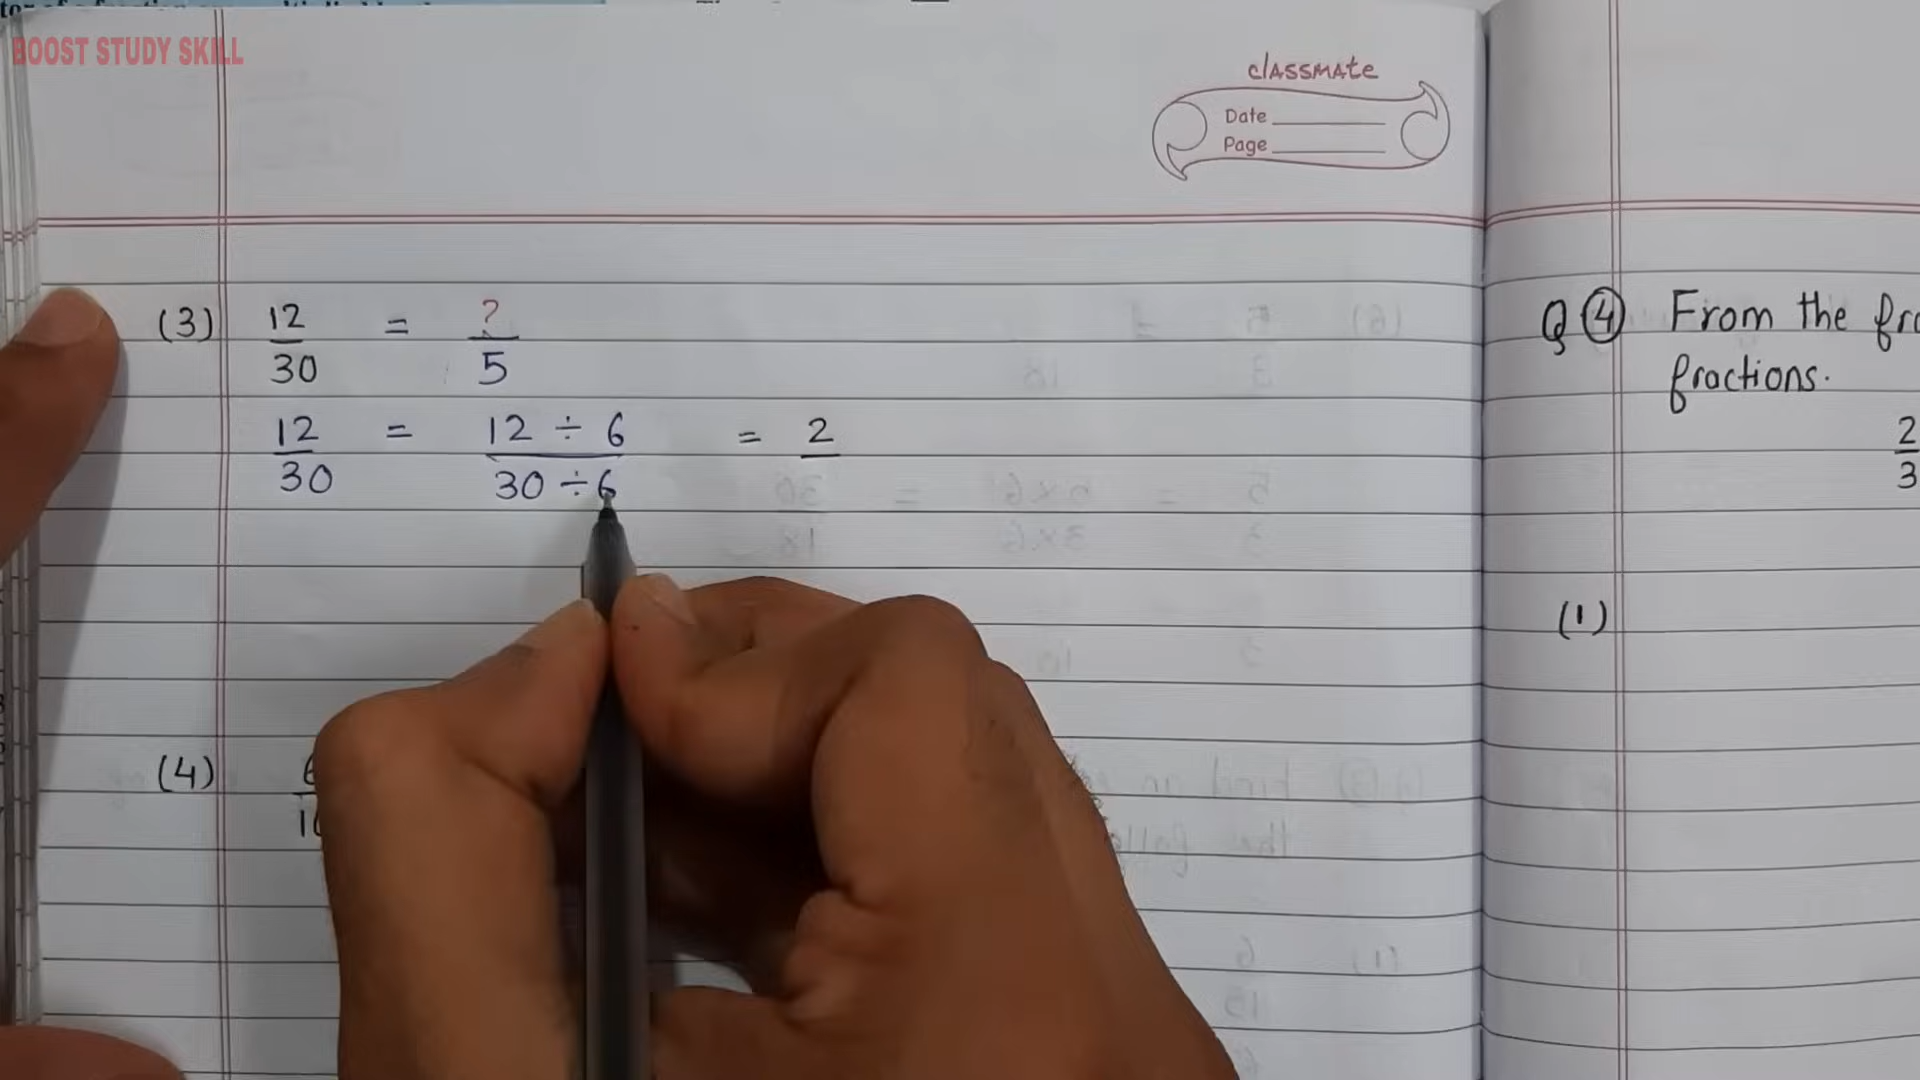 BOOST STUDY SKILL
classmate
Date
Page
(3) 12/30 = ?/5
12/30 = 12 ÷ 6 / 30 ÷ 6 = 2
(4)
Q 4 From the
fractions.
2/3
(1)